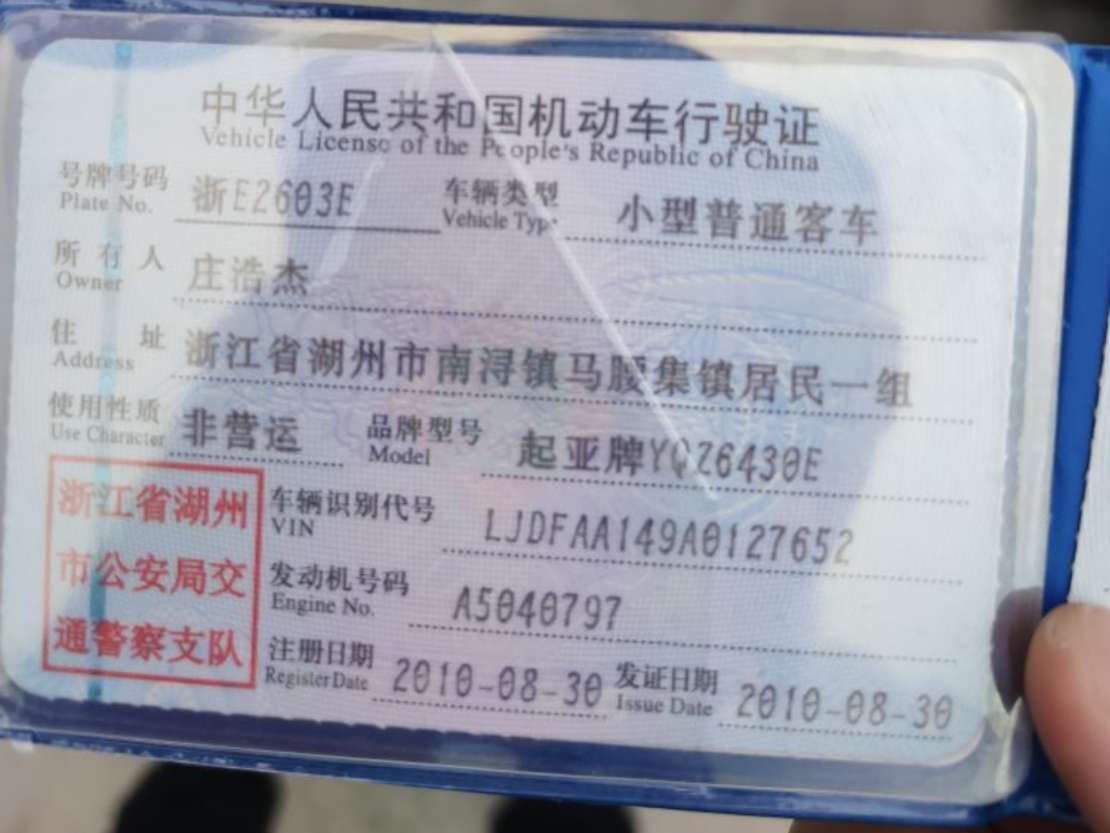 中华人民共和国机动车行驶证
Vehicle License of the People's Republic of China
号牌号码 浙E2603E 车辆类型 小型普通客车
Plate No. Vehicle Type
所有人 庄浩杰
Owner
住址 浙江省湖州市南浔镇马腰集镇居民一组
Address
使用性质 非营运 品牌型号 起亚牌YQZ6430E
Use Character Model
浙江省湖州 车辆识别代号 LJDFAA149A0127652
VIN
市公安局交 发动机号码 A5040797
Engine No.
通警察支队 注册日期 2010-08-30 发证日期 2010-08-30
Register Date Issue Date